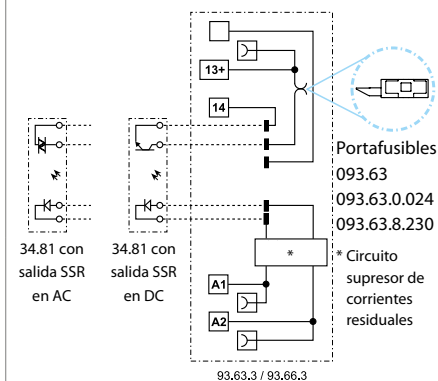 13+
14
Portafusibles
093.63
093.63.0.024
093.63.8.230
34.81 con
salida SSR
en AC
34.81 con
salida SSR
en DC
*
* Circuito
supresor de
corrientes
residuales
A1
A2
93.63.3 / 93.66.3